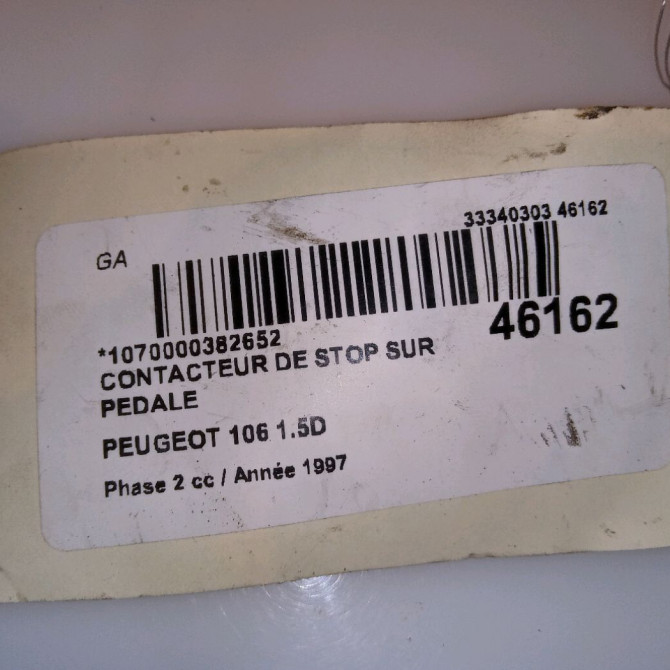 33340303 46162
GA
46162
*1070000382652
CONTACTEUR DE STOP SUR
PEDALE
PEUGEOT 106 1.5D
Phase 2 cc / Année 1997